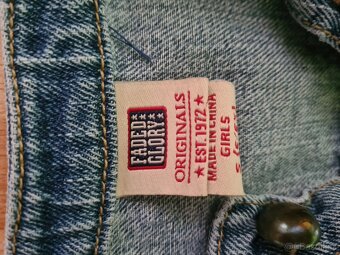 FADED
GLORY
ORIGINALS
★ EST. 1972 ★
MADE IN CHINA
GIRLS